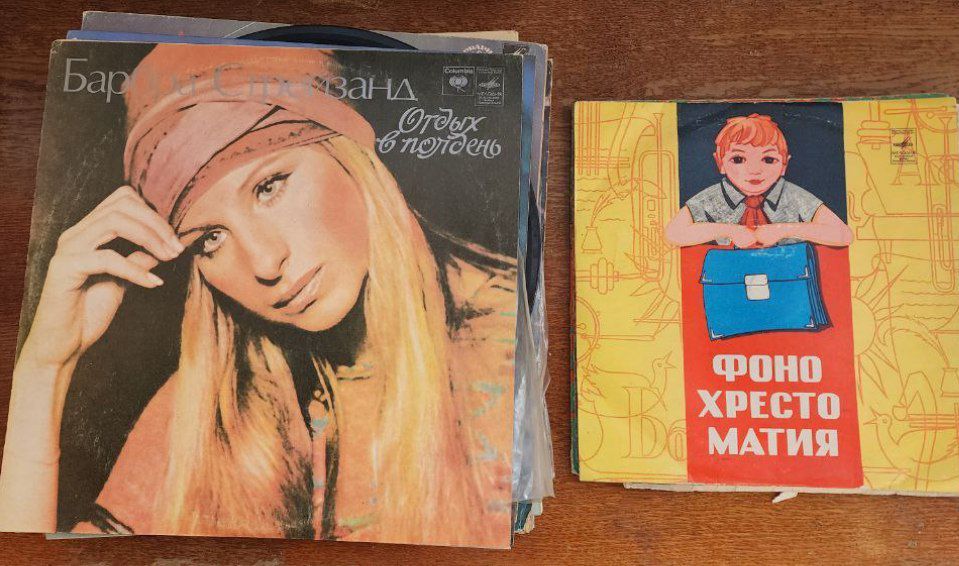 Барбра Стрейзанд
Columbia
Отдых
в полдень
ФОНО
ХРЕСТО
МАТИЯ